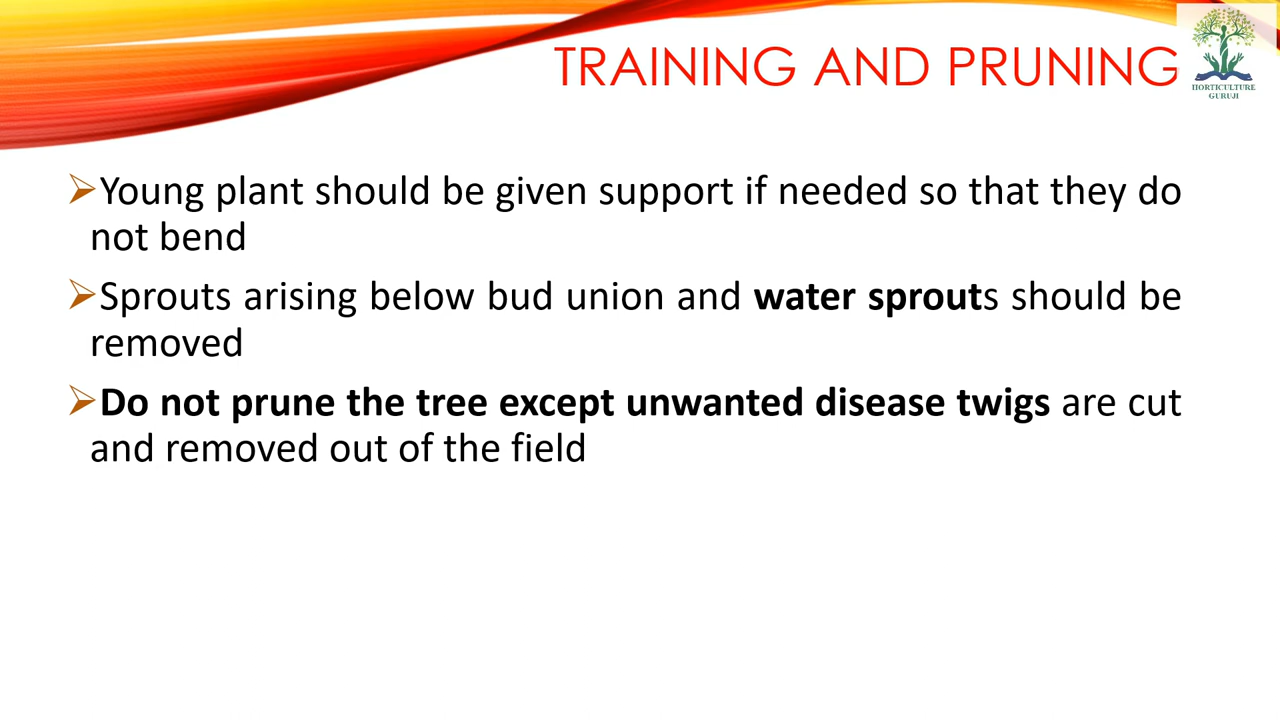 TRAINING AND PRUNING
HORTICULTURE
GURUJI
➢Young plant should be given support if needed so that they do
not bend
➢Sprouts arising below bud union and water sprouts should be
removed
➢Do not prune the tree except unwanted disease twigs are cut
and removed out of the field